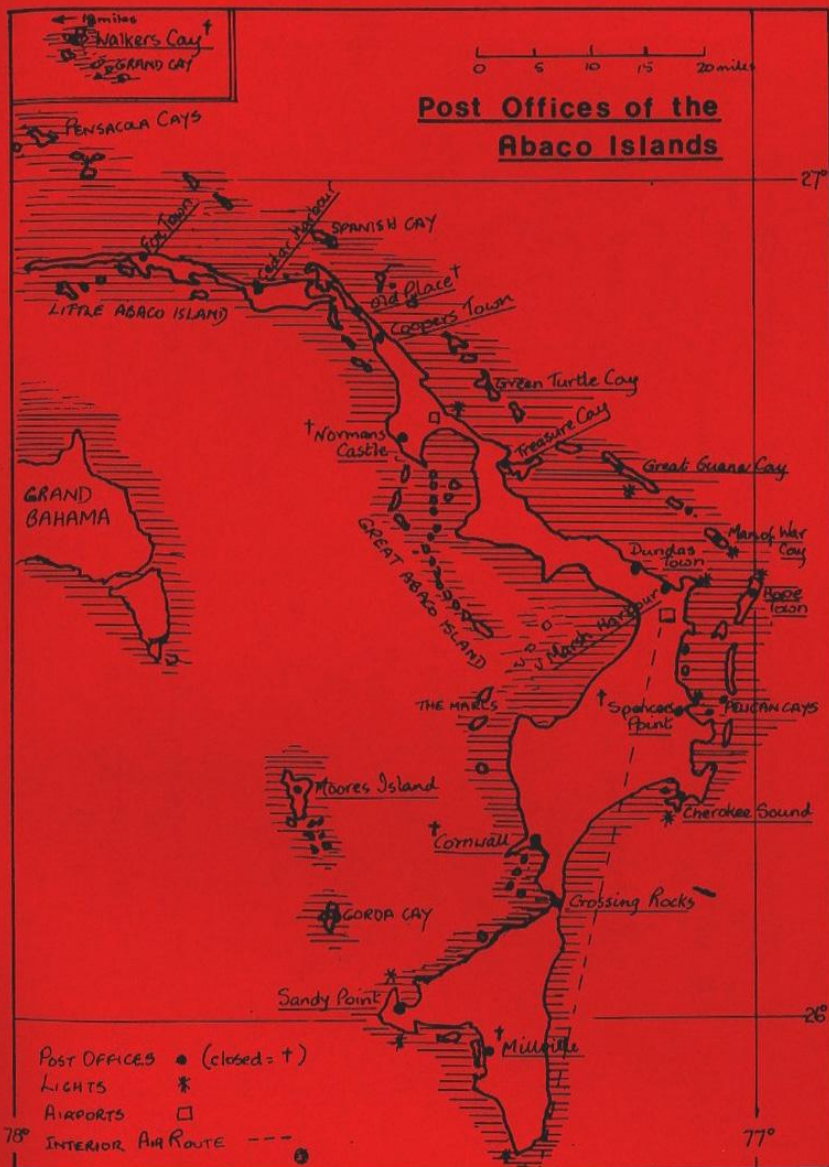 18 miles
Walkers Cay†
GRAND CAY
0 5 10 15 20 miles
Post Offices of the
Abaco Islands
PENSACOLA CAYS
27°
Fox Town
Cedar Harbour
SPANISH CAY
Old Place†
LITTLE ABACO ISLAND
Coopers Town
Green Turtle Cay
†Normans
Castle
Treasure Cay
Great Guana Cay
GRAND
BAHAMA
GREAT ABACO ISLAND
Man of War
Cay
Dundas
Town
Hope
Town
Marsh Harbour
THE MARLS
†Spencers
Point
PELICAN CAYS
Moores Island
Cherokee Sound
†Cornwall
Crossing Rocks
GORDA CAY
Sandy Point
26°
†Millville
POST OFFICES • (closed = †)
LIGHTS *
AIRPORTS □
78° INTERIOR AIR ROUTE ---
77°